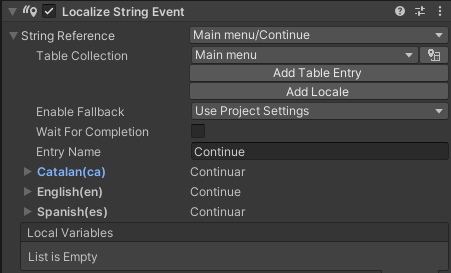 Localize String Event
String Reference Main menu/Continue
Table Collection Main menu
Add Table Entry
Add Locale
Enable Fallback Use Project Settings
Wait For Completion
Entry Name Continue
Catalan(ca) Continuar
English(en) Continue
Spanish(es) Continuar
Local Variables
List is Empty